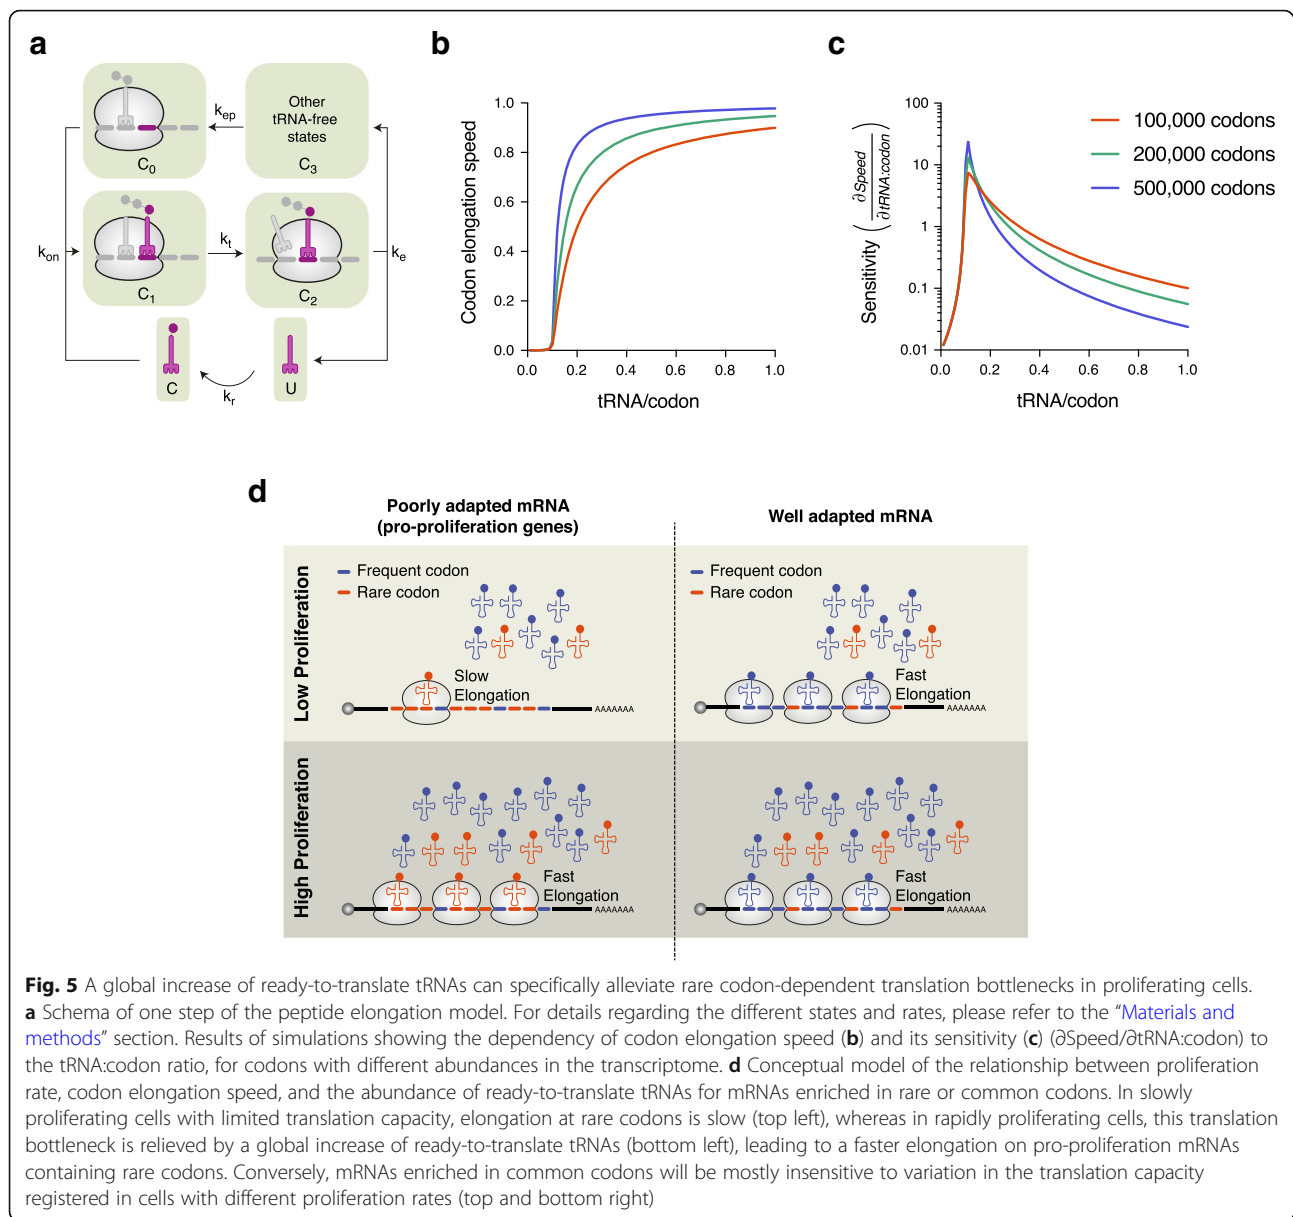 a
C0
kep
Other
tRNA-free
states
C3
kon
C1
kt
C2
ke
C
kr
U
b
Codon elongation speed
1.0
0.8
0.6
0.4
0.2
0.0
0.0 0.2 0.4 0.6 0.8 1.0
tRNA/codon
c
Sensitivity (∂Speed/∂tRNA:codon)
100
10
1
0.1
0.01
0.0 0.2 0.4 0.6 0.8 1.0
tRNA/codon
100,000 codons
200,000 codons
500,000 codons
d
Poorly adapted mRNA
(pro-proliferation genes)
Well adapted mRNA
Low Proliferation
Frequent codon
Rare codon
Slow
Elongation
AAAAAAA
Frequent codon
Rare codon
Fast
Elongation
AAAAAAA
High Proliferation
Fast
Elongation
AAAAAAA
Fast
Elongation
AAAAAAA
Fig. 5 A global increase of ready-to-translate tRNAs can specifically alleviate rare codon-dependent translation bottlenecks in proliferating cells.
a Schema of one step of the peptide elongation model. For details regarding the different states and rates, please refer to the “Materials and
methods” section. Results of simulations showing the dependency of codon elongation speed (b) and its sensitivity (c) (∂Speed/∂tRNA:codon) to
the tRNA:codon ratio, for codons with different abundances in the transcriptome. d Conceptual model of the relationship between proliferation
rate, codon elongation speed, and the abundance of ready-to-translate tRNAs for mRNAs enriched in rare or common codons. In slowly
proliferating cells with limited translation capacity, elongation at rare codons is slow (top left), whereas in rapidly proliferating cells, this translation
bottleneck is relieved by a global increase of ready-to-translate tRNAs (bottom left), leading to a faster elongation on pro-proliferation mRNAs
containing rare codons. Conversely, mRNAs enriched in common codons will be mostly insensitive to variation in the translation capacity
registered in cells with different proliferation rates (top and bottom right)